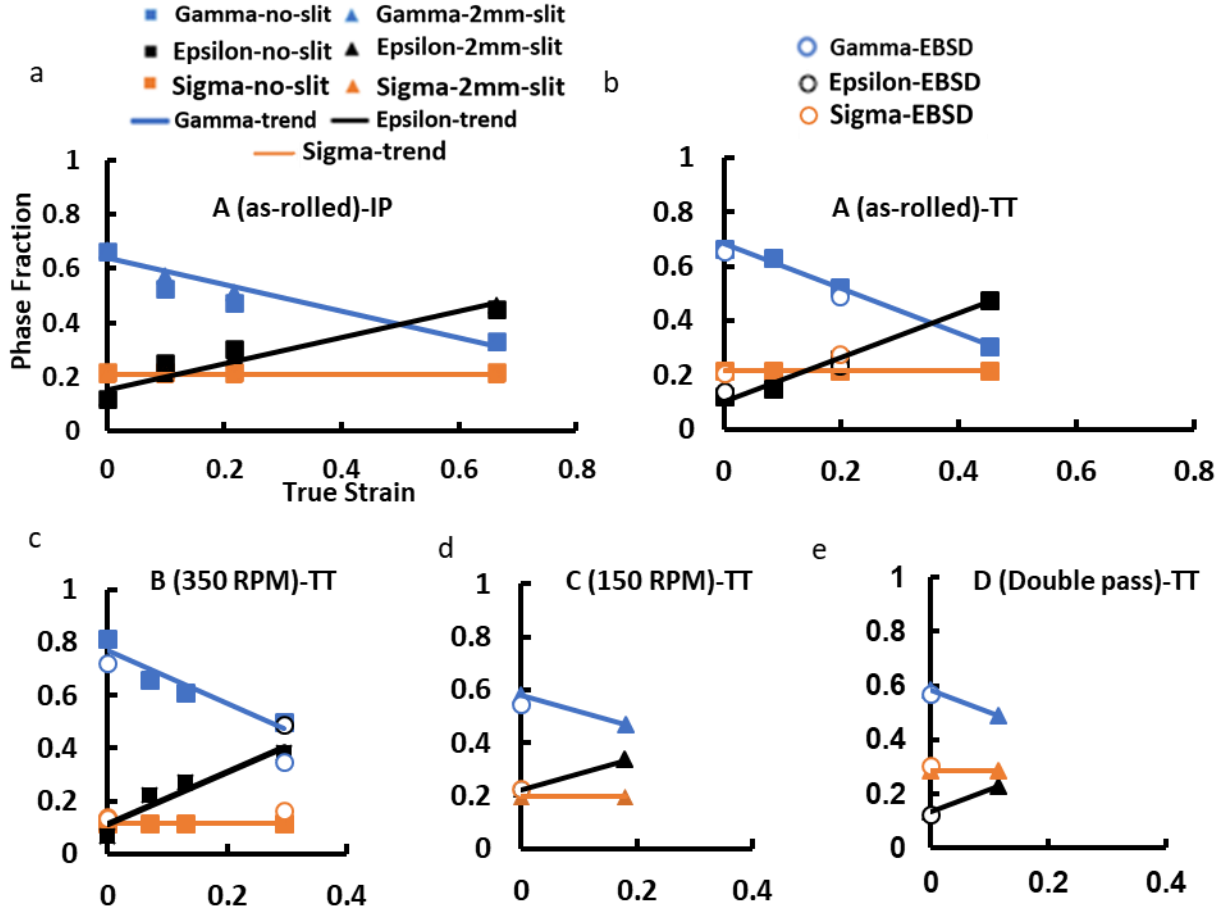 Gamma-no-slit Gamma-2mm-slit
Epsilon-no-slit Epsilon-2mm-slit
Sigma-no-slit Sigma-2mm-slit
Gamma-trend Epsilon-trend
Sigma-trend
Gamma-EBSD
Epsilon-EBSD
Sigma-EBSD
a
A (as-rolled)-IP
Phase Fraction
1
0.8
0.6
0.4
0.2
0
0 0.2 0.4 0.6 0.8
True Strain
b
A (as-rolled)-TT
1
0.8
0.6
0.4
0.2
0
0 0.2 0.4 0.6 0.8
c
B (350 RPM)-TT
1
0.8
0.6
0.4
0.2
0
0 0.2 0.4
d
C (150 RPM)-TT
1
0.8
0.6
0.4
0.2
0
0 0.2 0.4
e
D (Double pass)-TT
1
0.8
0.6
0.4
0.2
0
0 0.2 0.4